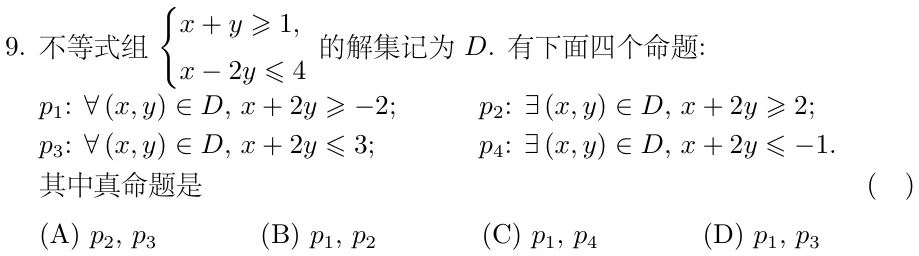 9. 不等式组 { x + y ⩾ 1, x − 2y ⩽ 4 的解集记为 D. 有下面四个命题:
p₁: ∀ (x, y) ∈ D, x + 2y ⩾ −2; p₂: ∃ (x, y) ∈ D, x + 2y ⩾ 2;
p₃: ∀ (x, y) ∈ D, x + 2y ⩽ 3; p₄: ∃ (x, y) ∈ D, x + 2y ⩽ −1.
其中真命题是 ( )
(A) p₂, p₃ (B) p₁, p₂ (C) p₁, p₄ (D) p₁, p₃